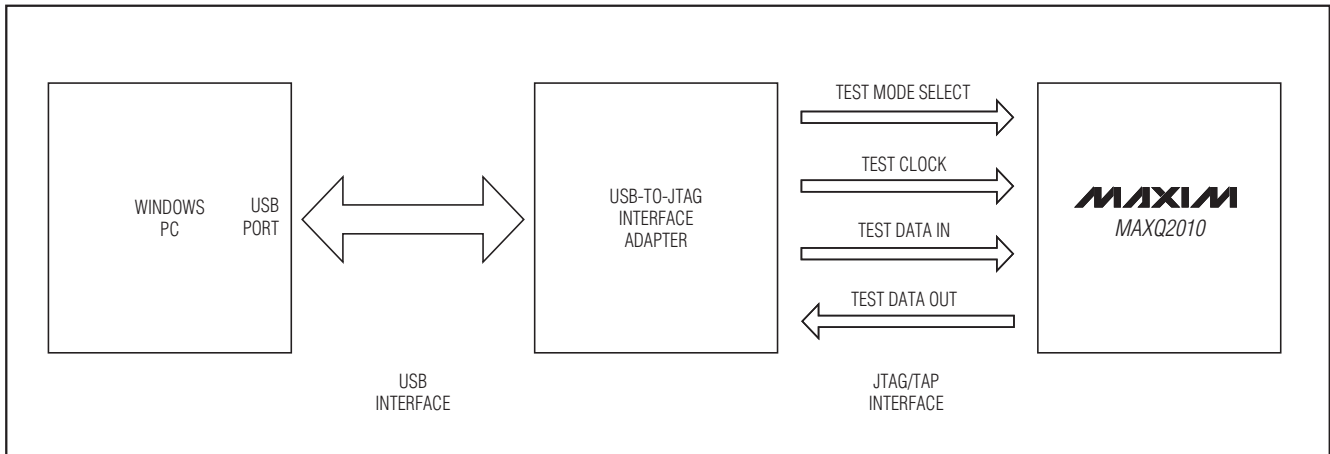 WINDOWS
PC
USB
PORT
USB
INTERFACE
USB-TO-JTAG
INTERFACE
ADAPTER
TEST MODE SELECT
TEST CLOCK
TEST DATA IN
TEST DATA OUT
JTAG/TAP
INTERFACE
MAXIM
MAXQ2010